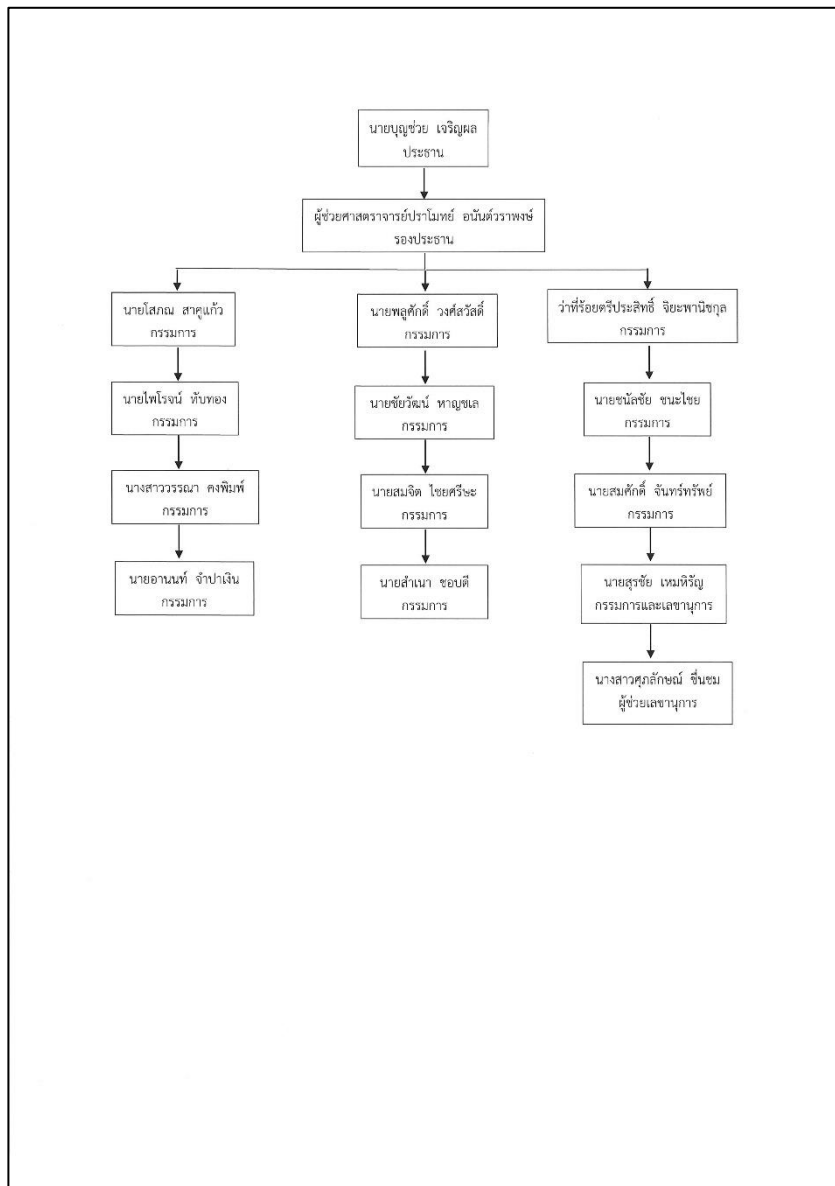 นายบุญช่วย เจริญผล
ประธาน
ผู้ช่วยศาสตราจารย์ปราโมทย์ อนันต์วราพงษ์
รองประธาน
นายโสภณ สาคูแก้ว
กรรมการ
นายไพโรจน์ ทับทอง
กรรมการ
นางสาววรรณา คงพิมพ์
กรรมการ
นายอานนท์ จำปาเงิน
กรรมการ
นายพลูศักดิ์ วงศ์สวัสดิ์
กรรมการ
นายชัยวัฒน์ หาญชเล
กรรมการ
นายสมจิต ไชยศรีษะ
กรรมการ
นายสำเนา ชอบดี
กรรมการ
ว่าที่ร้อยตรีประสิทธิ์ จิยะพานิชกุล
กรรมการ
นายชนัลชัย ชนะไชย
กรรมการ
นายสมศักดิ์ จันทร์ทรัพย์
กรรมการ
นายสุรชัย เหมหิรัญ
กรรมการและเลขานุการ
นางสาวศุภลักษณ์ ชื่นชม
ผู้ช่วยเลขานุการ